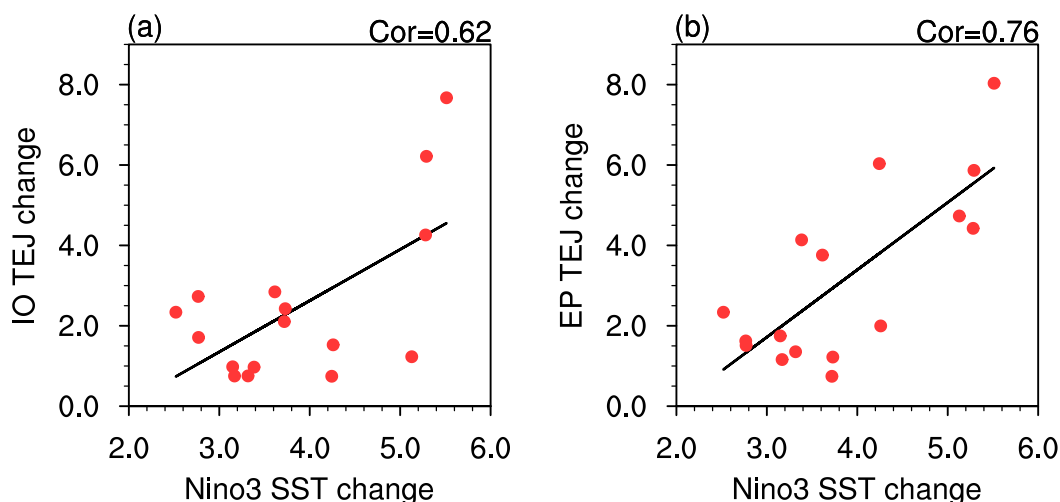 (a) Cor=0.62
IO TEJ change
8.0
6.0
4.0
2.0
0.0
2.0 3.0 4.0 5.0 6.0
Nino3 SST change
(b) Cor=0.76
EP TEJ change
8.0
6.0
4.0
2.0
0.0
2.0 3.0 4.0 5.0 6.0
Nino3 SST change